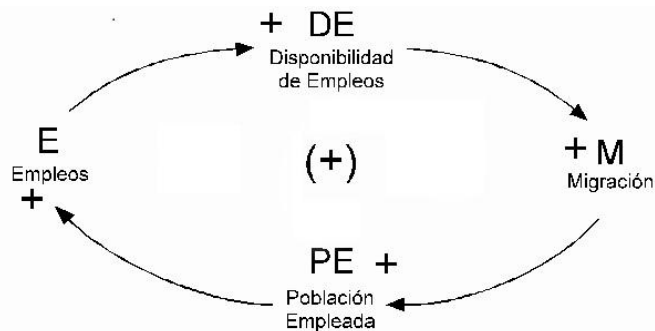 + DE
Disponibilidad
de Empleos
E
Empleos
+
(+)
+ M
Migración
PE +
Población
Empleada